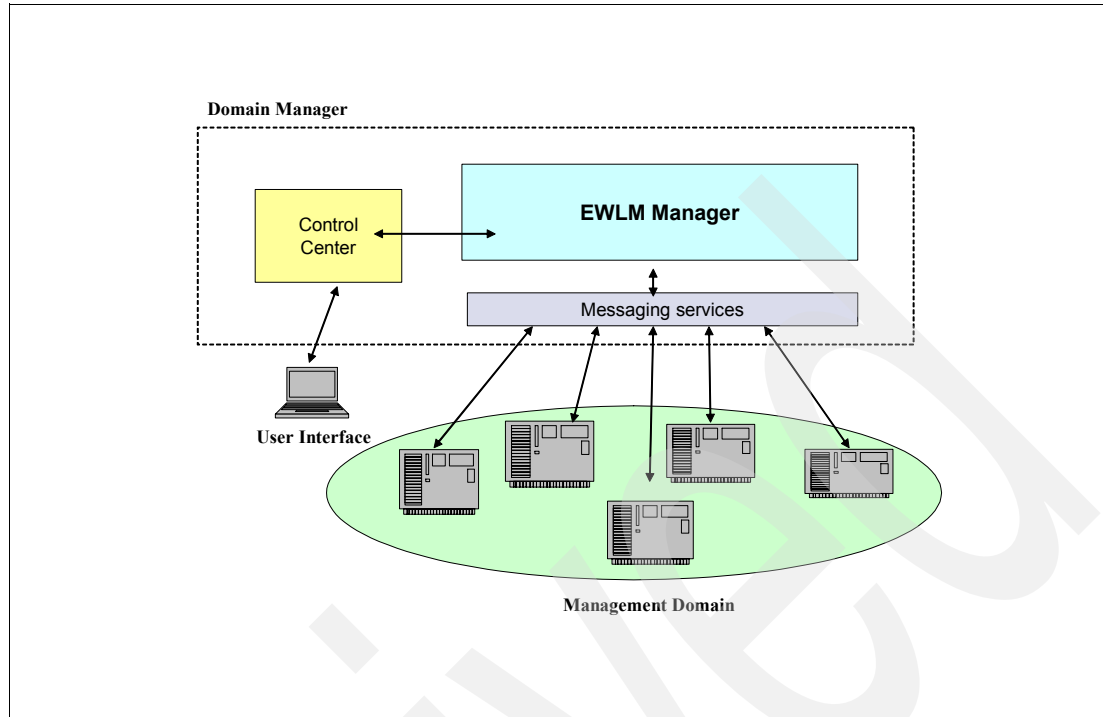 Domain Manager
Control
Center
EWLM Manager
Messaging services
User Interface
Management Domain